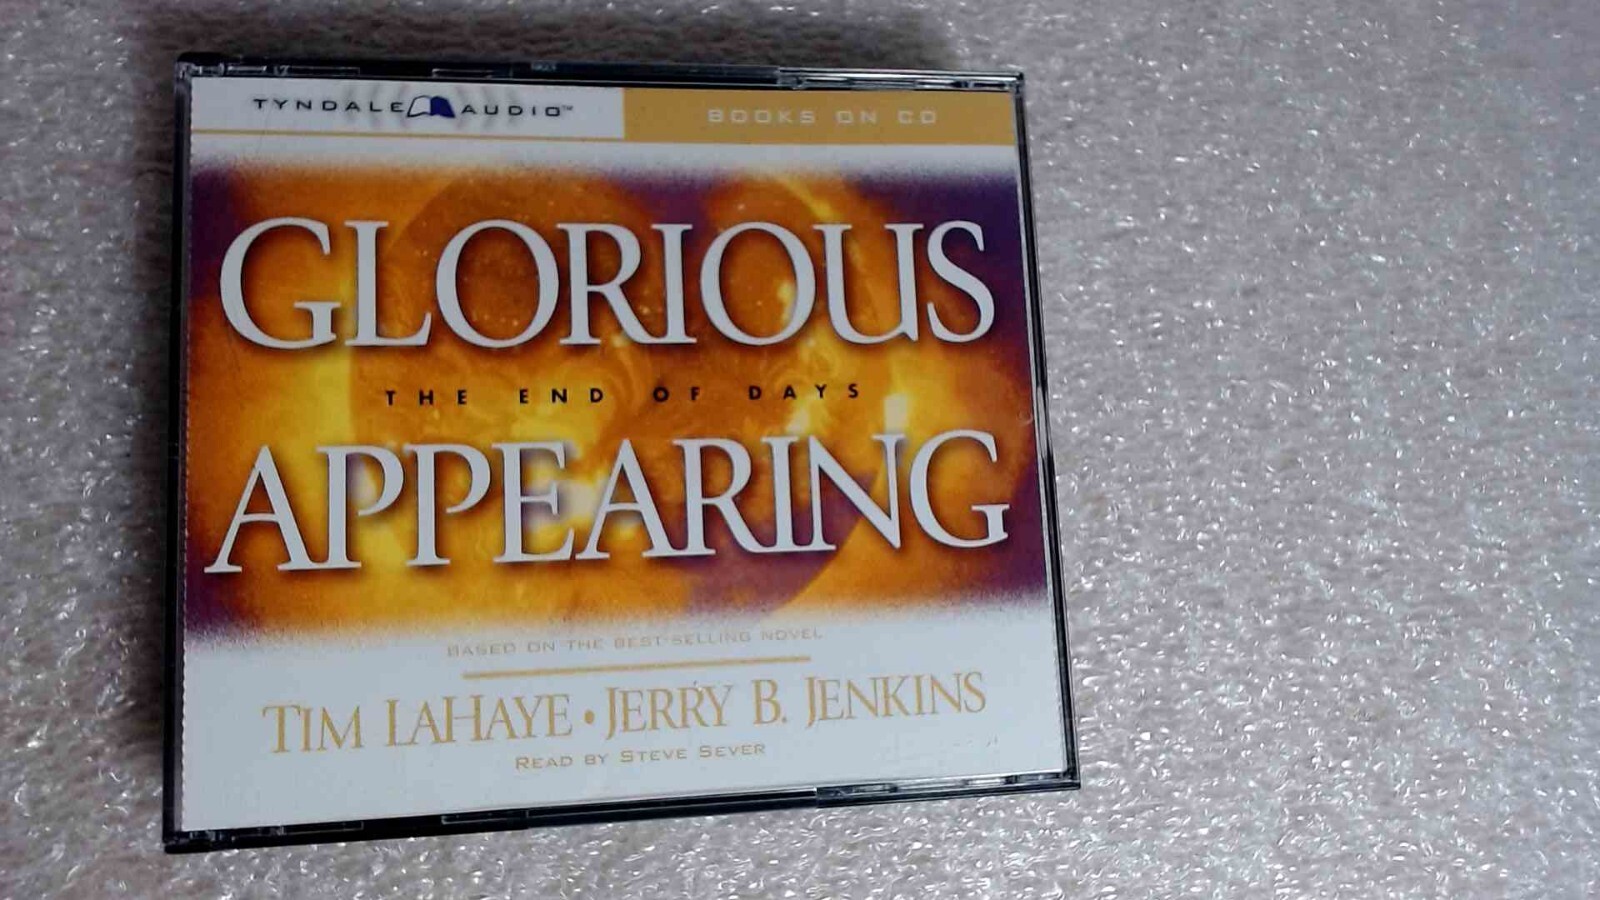 TYNDALE AUDIO™
BOOKS ON CD
GLORIOUS
THE END OF DAYS
APPEARING
BASED ON THE BEST-SELLING NOVEL
TIM LAHAYE • JERRY B. JENKINS
READ BY STEVE SEVER